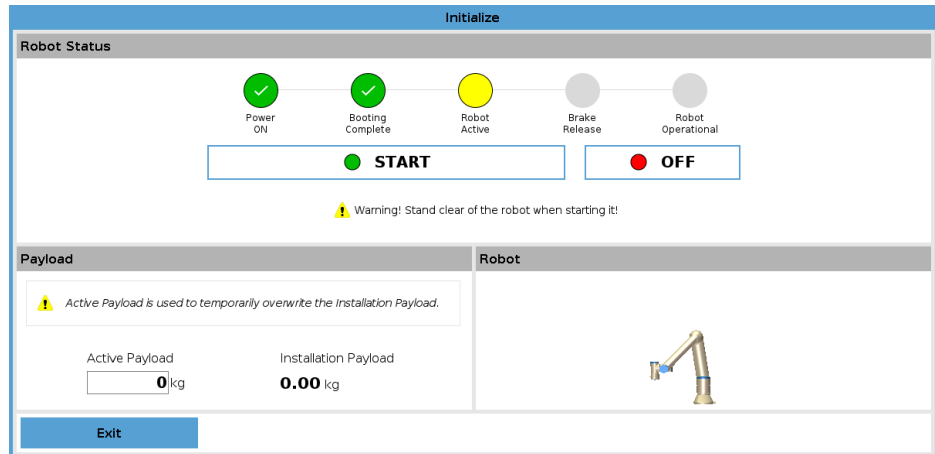 Initialize
Robot Status
Power
ON
Booting
Complete
Robot
Active
Brake
Release
Robot
Operational
START
OFF
Warning! Stand clear of the robot when starting it!
Payload
Active Payload is used to temporarily overwrite the Installation Payload.
Active Payload
0 kg
Installation Payload
0.00 kg
Robot
Exit